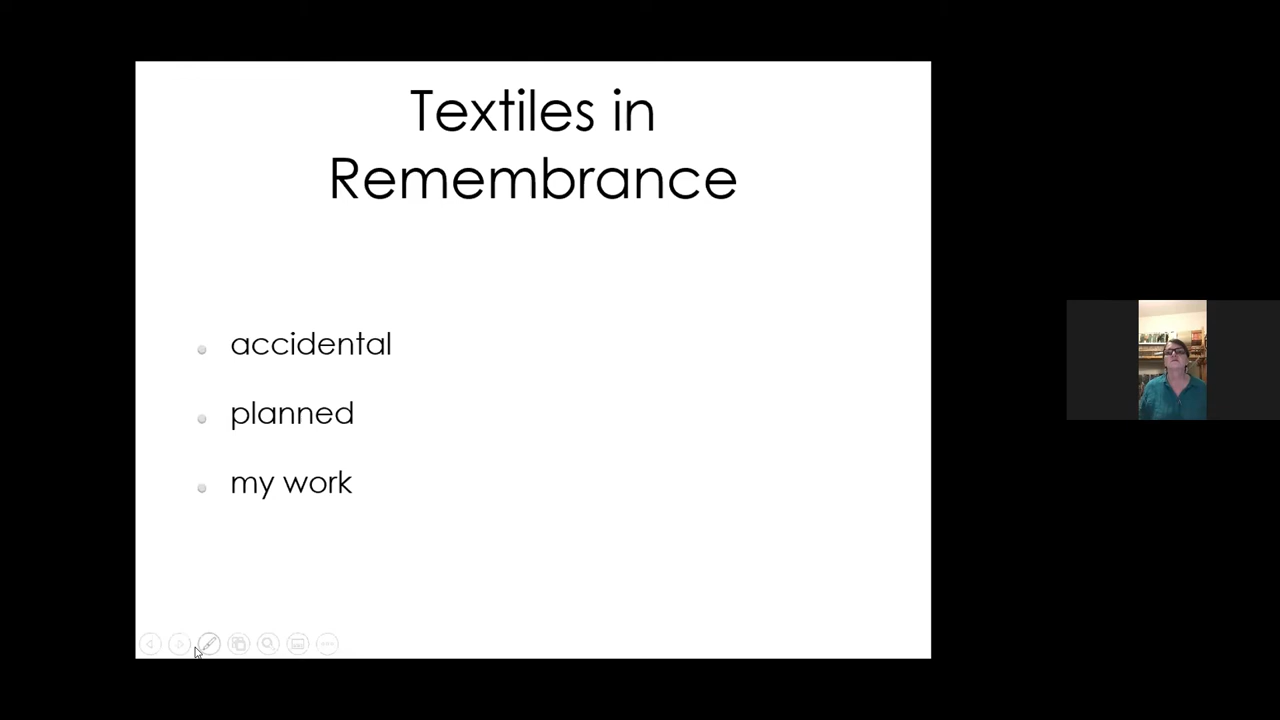 Textiles in
Remembrance
accidental
planned
my work